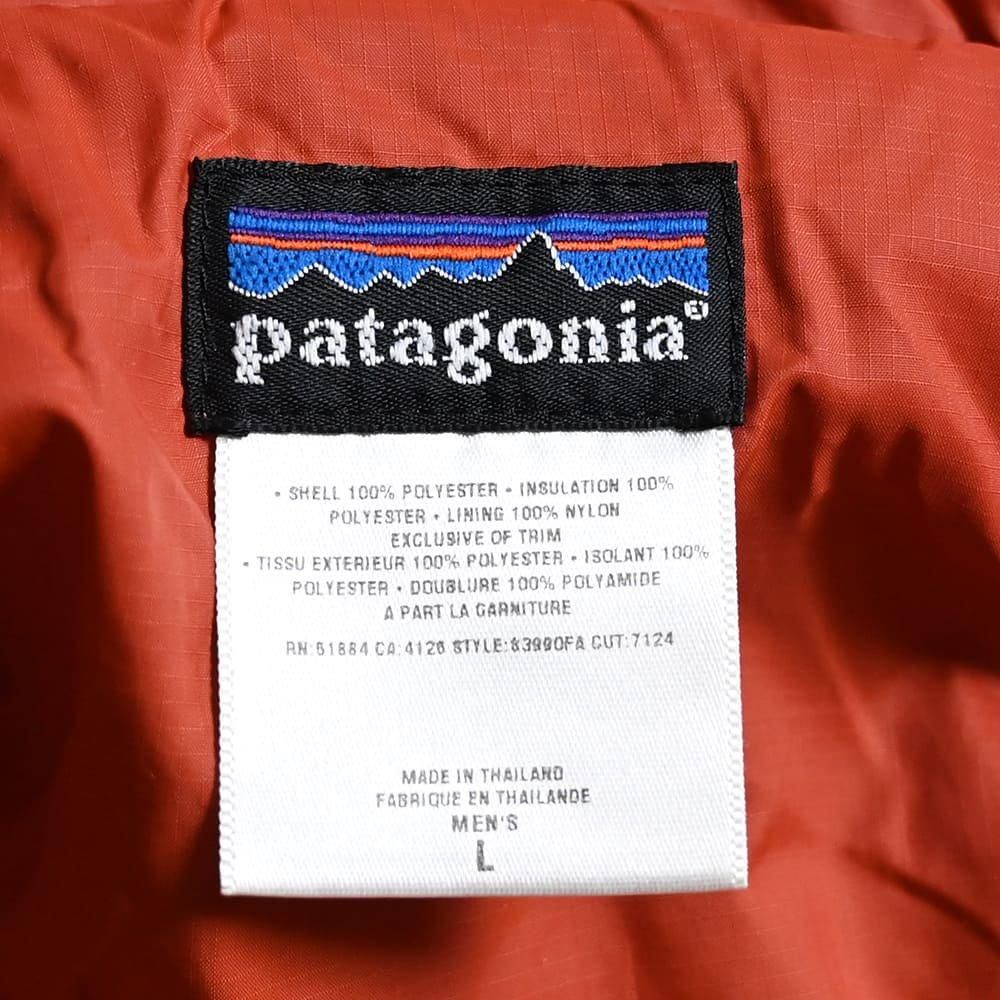 patagonia®
• SHELL 100% POLYESTER • INSULATION 100%
POLYESTER • LINING 100% NYLON
EXCLUSIVE OF TRIM
• TISSU EXTERIEUR 100% POLYESTER • ISOLANT 100%
POLYESTER • DOUBLURE 100% POLYAMIDE
A PART LA GARNITURE
RN:51884 CA:4126 STYLE:83990FA CUT:7124
MADE IN THAILAND
FABRIQUE EN THAILANDE
MEN'S
L